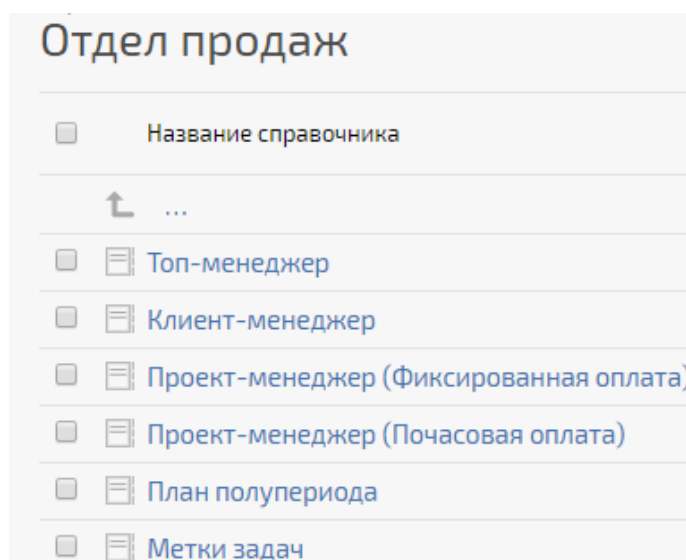 Отдел продаж
Название справочника
...
Топ-менеджер
Клиент-менеджер
Проект-менеджер (Фиксированная оплата)
Проект-менеджер (Почасовая оплата)
План полупериода
Метки задач